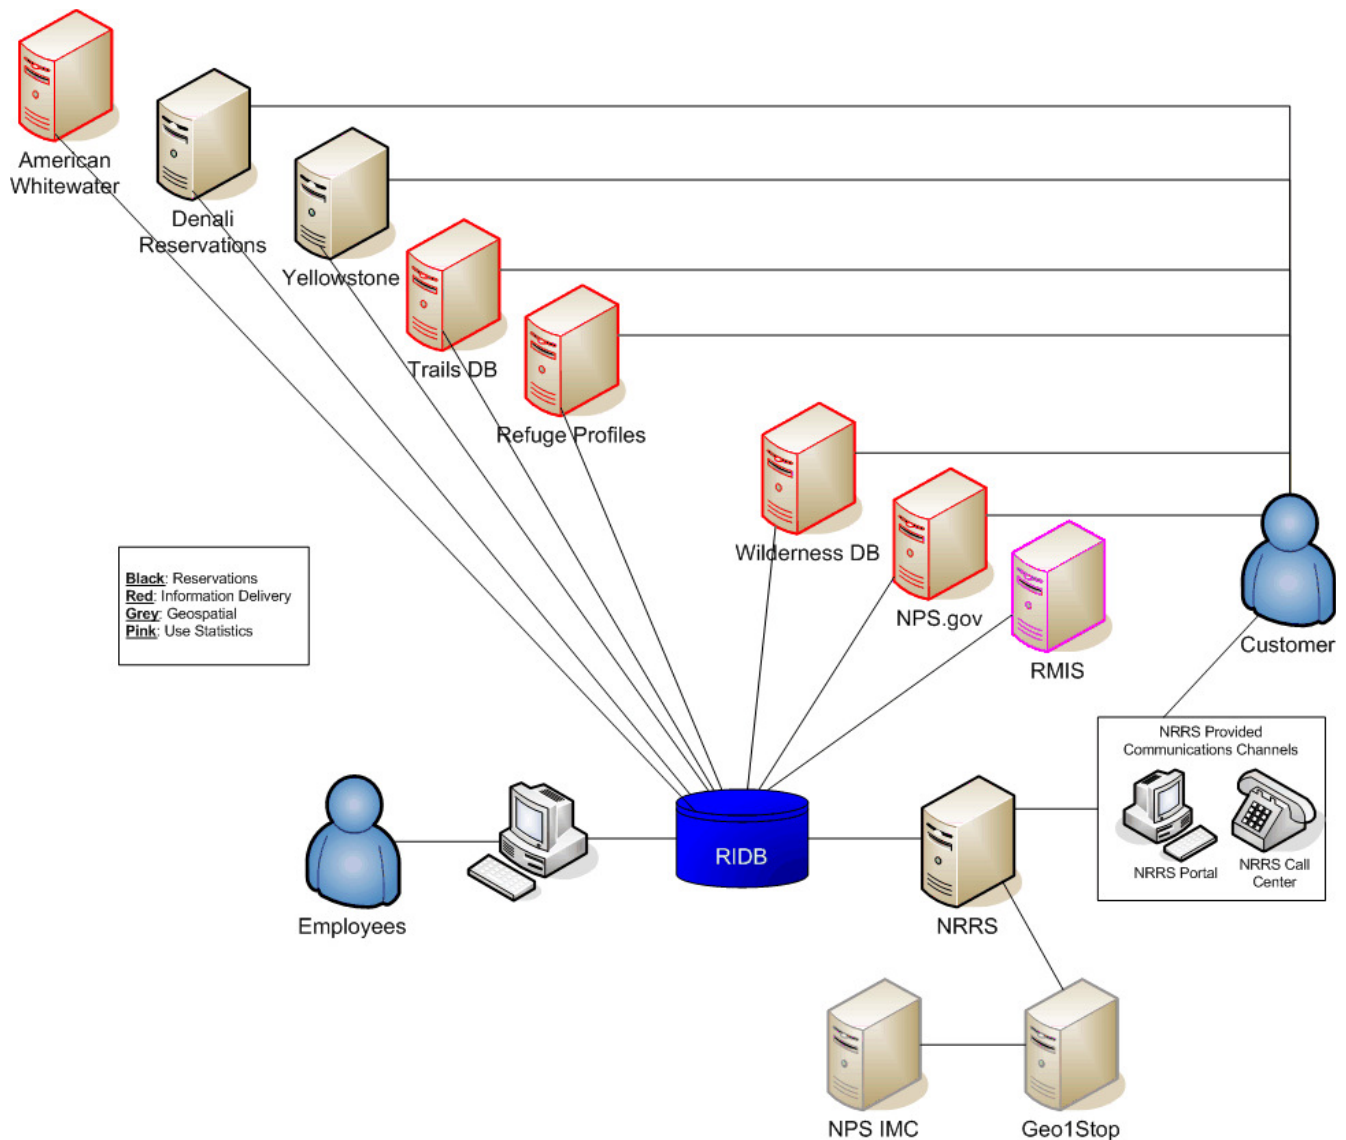 American
Whitewater
Denali
Reservations
Yellowstone
Trails DB
Refuge Profiles
Wilderness DB
NPS.gov
RMIS
Customer
Black: Reservations
Red: Information Delivery
Grey: Geospatial
Pink: Use Statistics
NRRS Provided
Communications Channels
NRRS Portal
NRRS Call
Center
Employees
RIDB
NRRS
NPS IMC
Geo1Stop